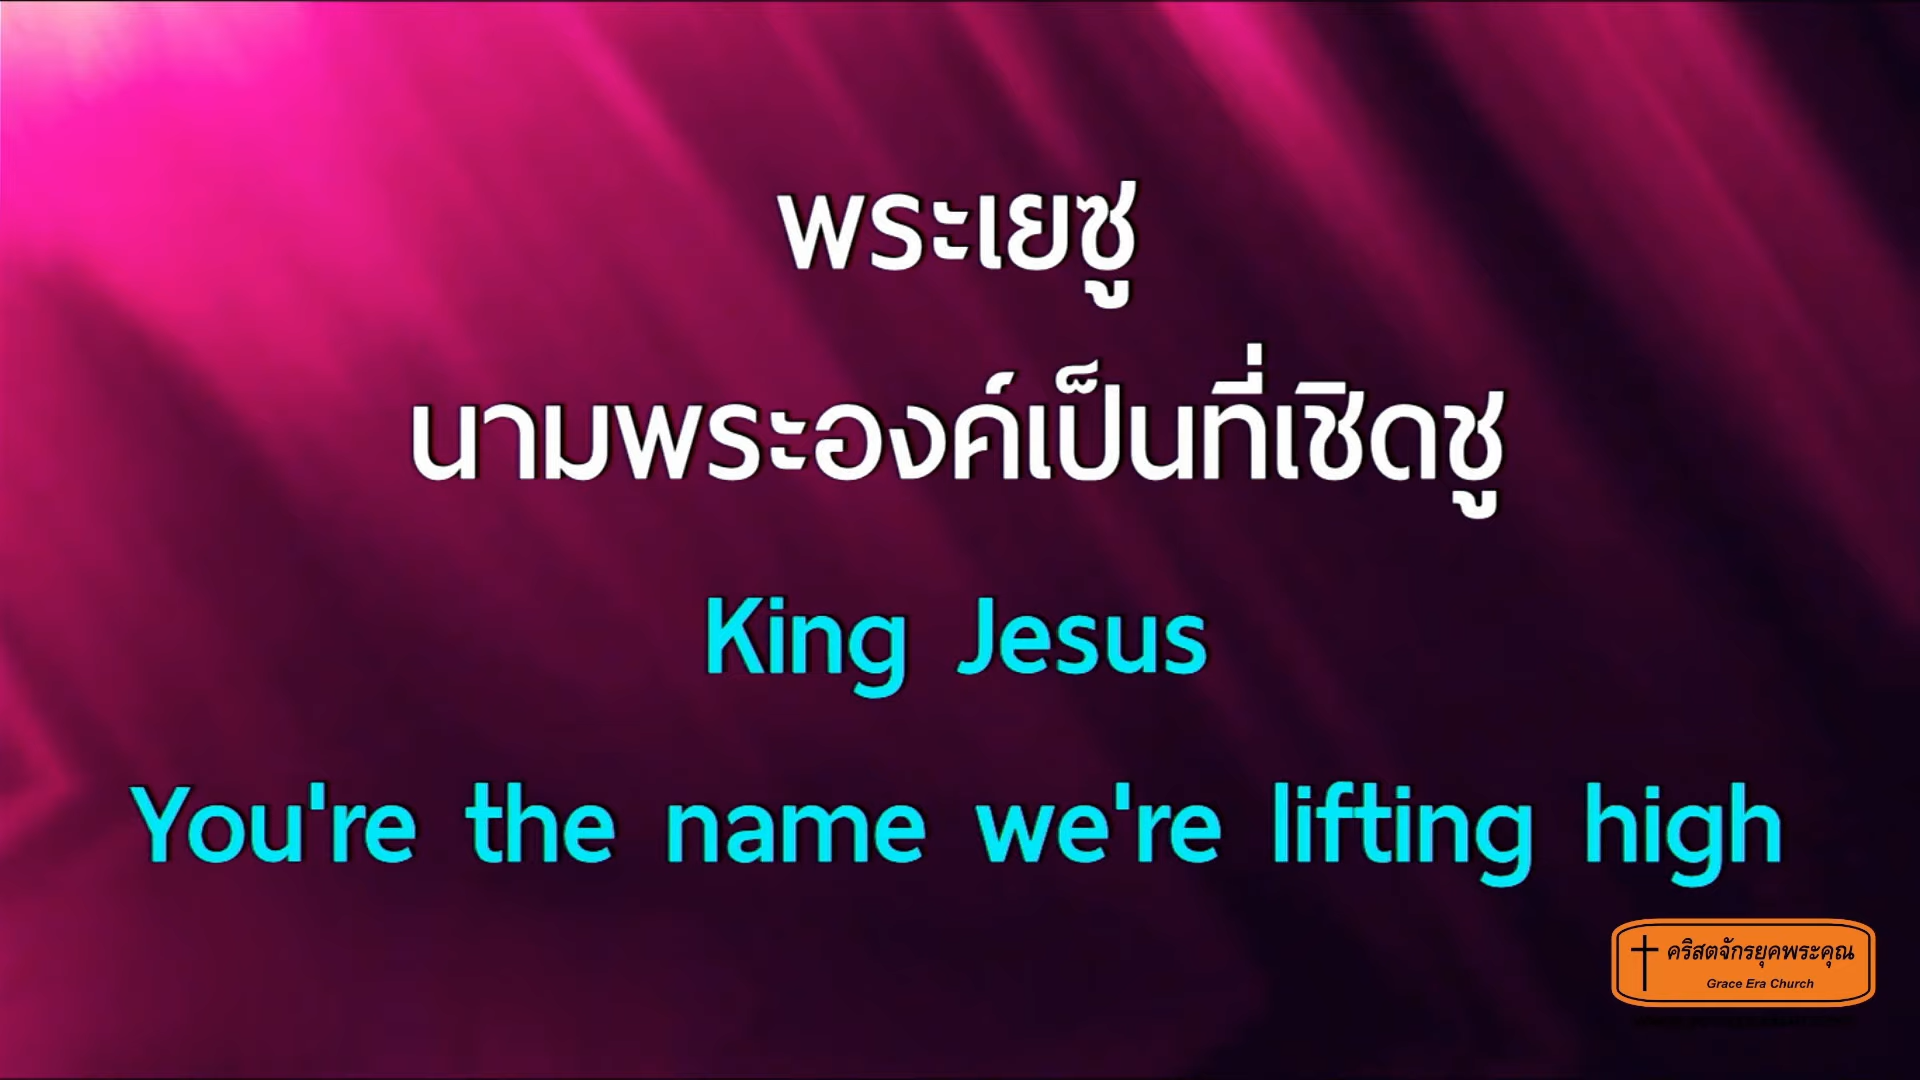 พระเยซู
นามพระองค์เป็นที่เชิดชู
King Jesus
You're the name we're lifting high
คริสตจักรยุคพระคุณ
Grace Era Church